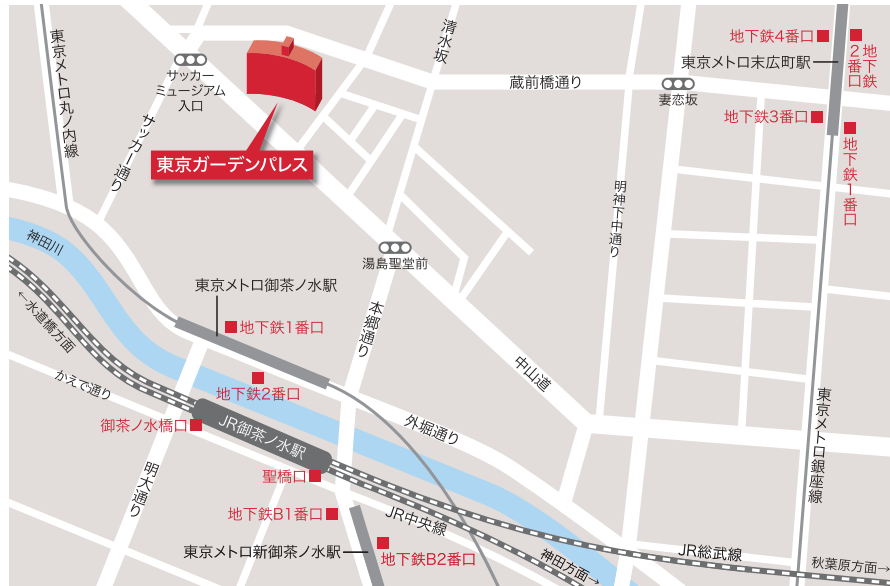 東京メトロ丸ノ内線
サッカー
ミュージアム
入口
清水坂
地下鉄4番口
地下鉄
2番口
東京メトロ末広町駅
蔵前橋通り
妻恋坂
地下鉄3番口
地下鉄1番口
サッカー通り
東京ガーデンパレス
明神下中通り
神田川
湯島聖堂前
東京メトロ御茶ノ水駅
←水道橋方面
地下鉄1番口
本郷通り
中山道
かえで通り
地下鉄2番口
東京メトロ銀座線
御茶ノ水橋口
JR御茶ノ水駅
外堀通り
明大通り
聖橋口
地下鉄B1番口
JR中央線
東京メトロ新御茶ノ水駅
地下鉄B2番口
神田方面→
JR総武線
秋葉原方面→